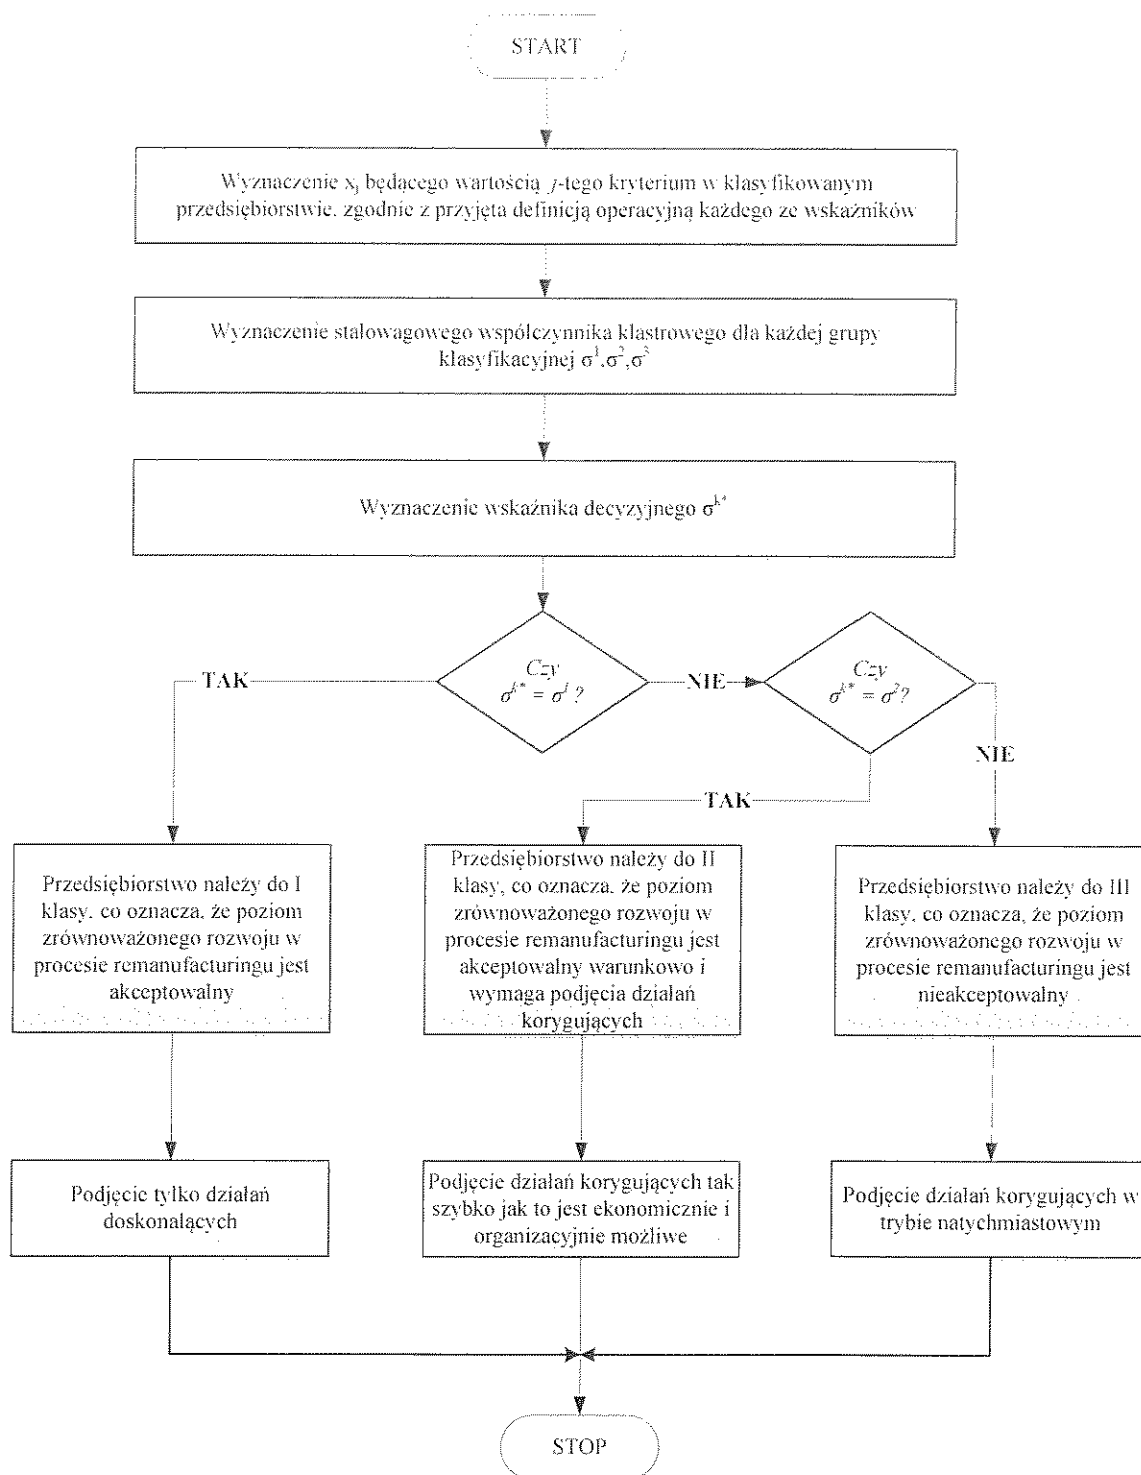 START
Wyznaczenie xj będącego wartością j-tego kryterium w klasyfikowanym
przedsiębiorstwie. zgodnie z przyjęta definicją operacyjną każdego ze wskaźników
Wyznaczenie stałowagowego współczynnika klastrowego dla każdej grupy
klasyfikacyjnej σ¹,σ²,σ³
Wyznaczenie wskaźnika decyzyjnego σᵏ*
Czy
σᵏ* = σ¹ ?
Czy
σᵏ* = σ²?
TAK
NIE
NIE
TAK
Przedsiębiorstwo należy do I
klasy, co oznacza, że poziom
zrównoważonego rozwoju w
procesie remanufacturingu jest
akceptowalny
Przedsiębiorstwo należy do II
klasy, co oznacza, że poziom
zrównoważonego rozwoju w
procesie remanufacturingu jest
akceptowalny warunkowo i
wymaga podjęcia działań
korygujących
Przedsiębiorstwo należy do III
klasy, co oznacza, że poziom
zrównoważonego rozwoju w
procesie remanufacturingu jest
nieakceptowalny
Podjęcie tylko działań
doskonalących
Podjęcie działań korygujących tak
szybko jak to jest ekonomicznie i
organizacyjnie możliwe
Podjęcie działań korygujących w
trybie natychmiastowym
STOP